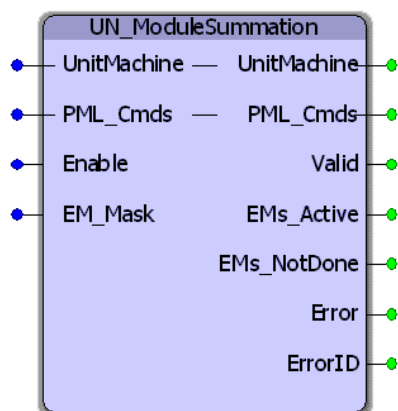 UN_ModuleSummation
UnitMachine UnitMachine
PML_Cmds PML_Cmds
Enable Valid
EM_Mask EMs_Active
EMs_NotDone
Error
ErrorID